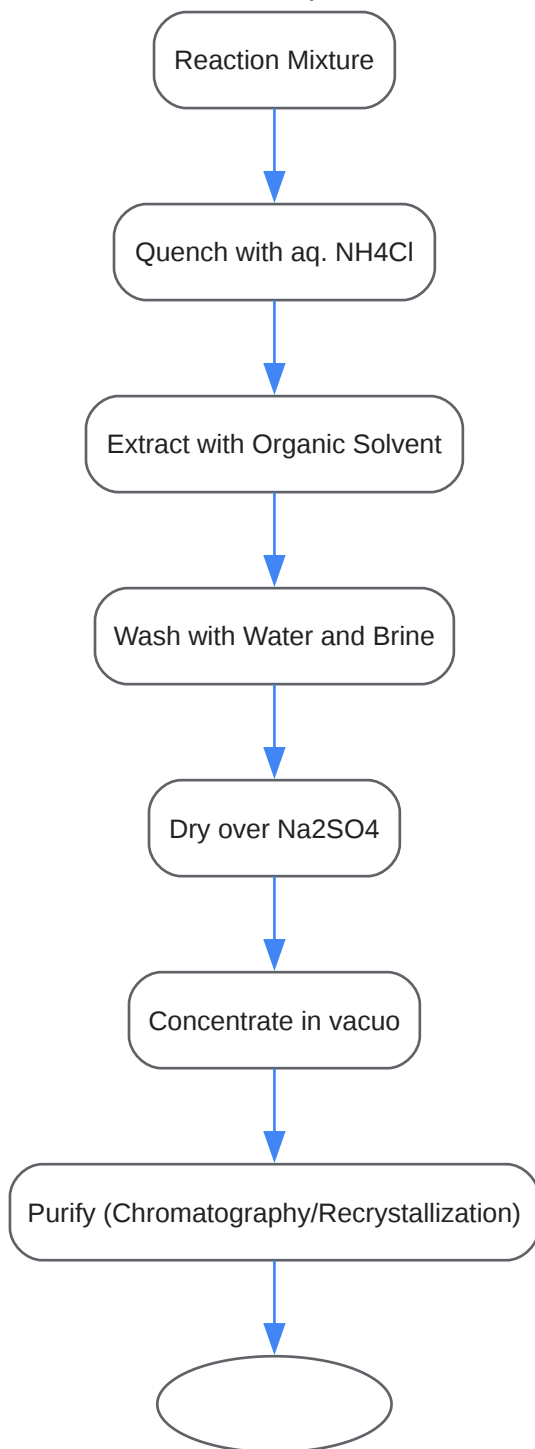 Reaction Mixture
Quench with aq. NH4Cl
Extract with Organic Solvent
Wash with Water and Brine
Dry over Na2SO4
Concentrate in vacuo
Purify (Chromatography/Recrystallization)